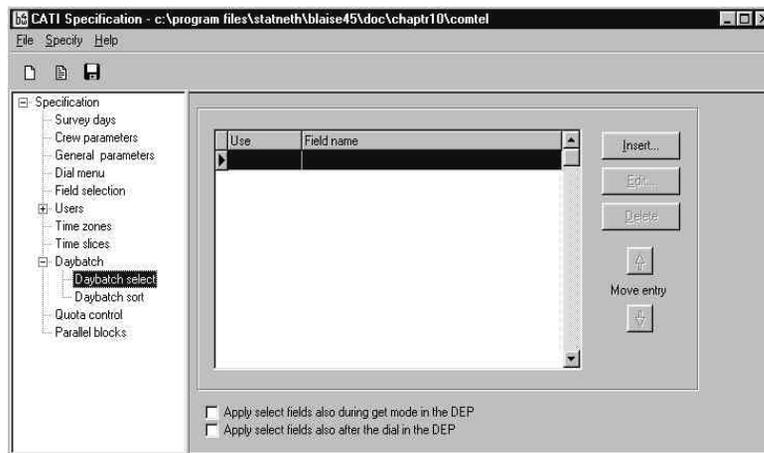 CATI Specification - c:\program files\statneth\blaise45\doc\chaptr10\comtel
File Specify Help
Specification
Survey days
Crew parameters
General parameters
Dial menu
Field selection
Users
Time zones
Time slices
Daybatch
Daybatch select
Daybatch sort
Quota control
Parallel blocks
Use Field name
Insert...
Edit...
Delete
Move entry
Apply select fields also during get mode in the DEP
Apply select fields also after the dial in the DEP